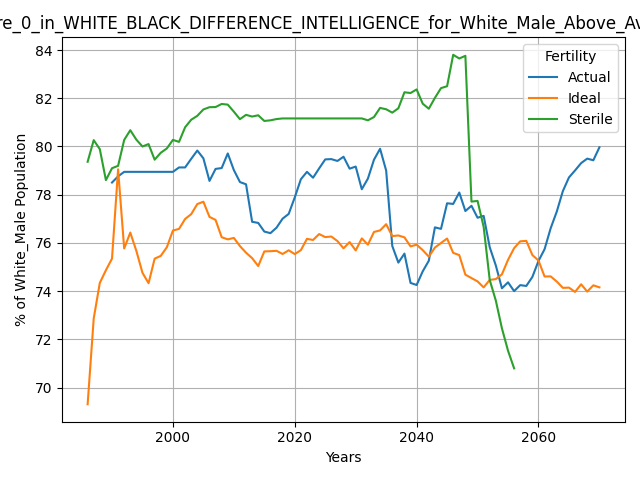 re_0_in_WHITE_BLACK_DIFFERENCE_INTELLIGENCE_for_White_Male_Above_Av
84
82
80
78
76
74
72
70
% of White_Male Population
Fertility
Actual
Ideal
Sterile
2000
2020
2040
2060
Years